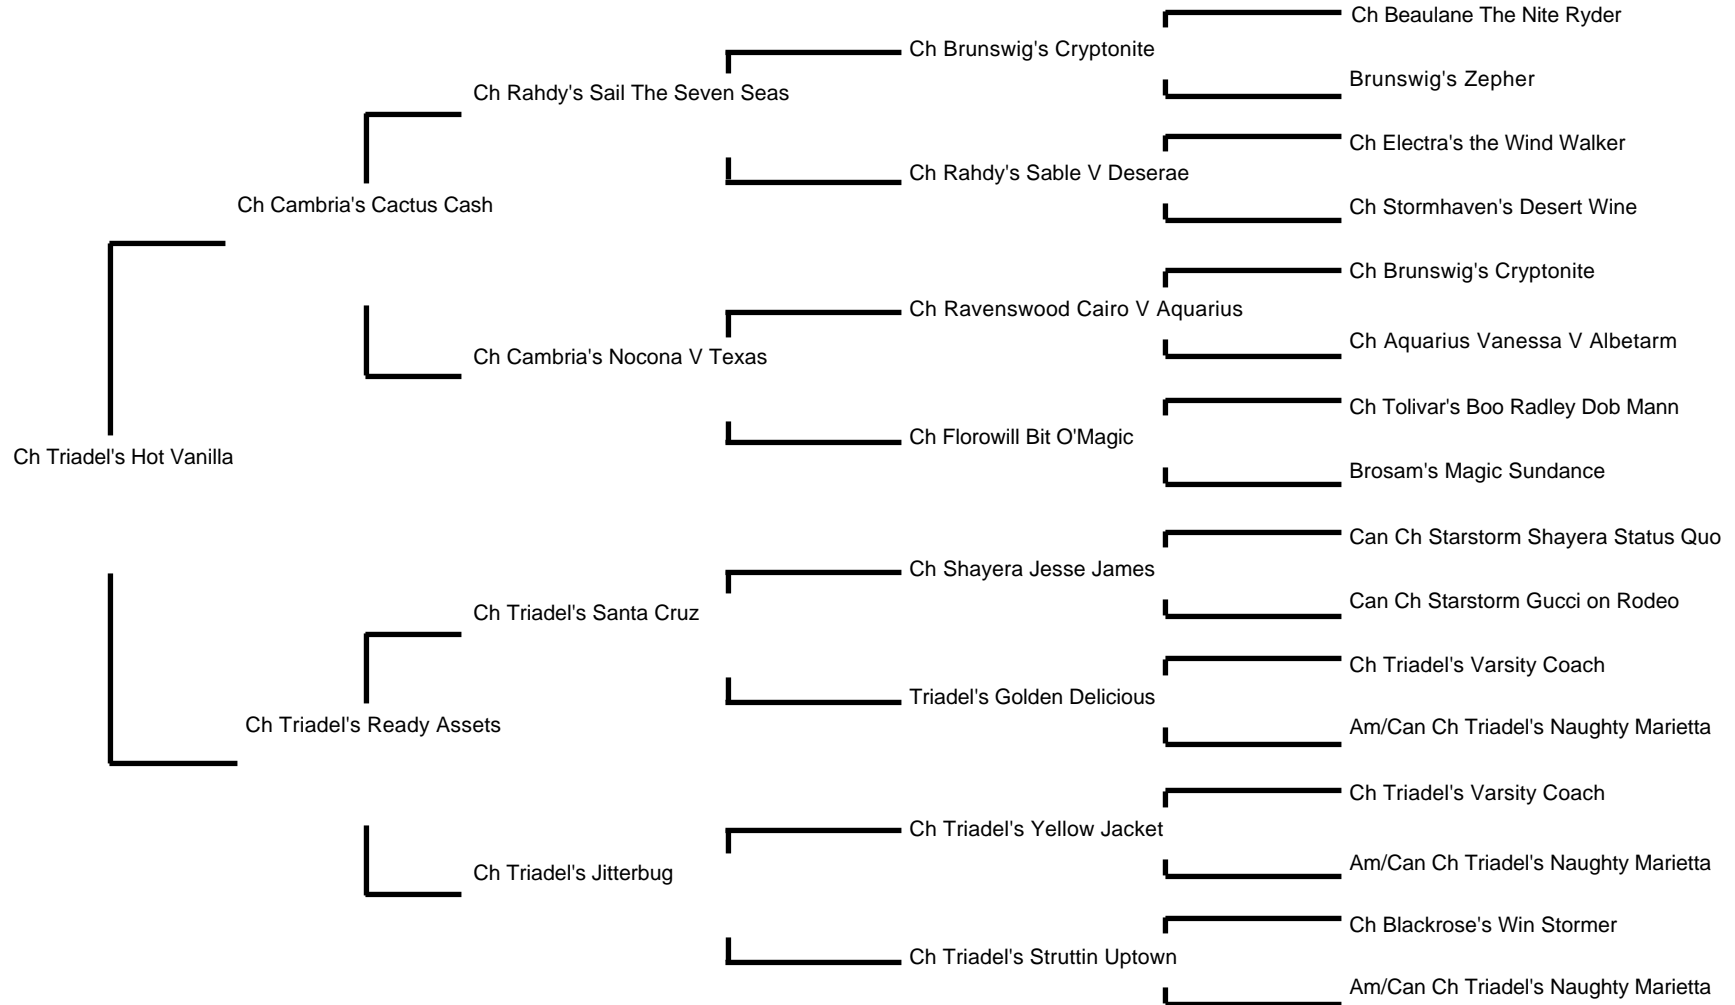 Ch Beaulane The Nite Ryder
Ch Brunswig's Cryptonite
Brunswig's Zepher
Ch Rahdy's Sail The Seven Seas
Ch Electra's the Wind Walker
Ch Rahdy's Sable V Deserae
Ch Cambria's Cactus Cash
Ch Stormhaven's Desert Wine
Ch Brunswig's Cryptonite
Ch Ravenswood Cairo V Aquarius
Ch Aquarius Vanessa V Albetarm
Ch Cambria's Nocona V Texas
Ch Tolivar's Boo Radley Dob Mann
Ch Florowill Bit O'Magic
Ch Triadel's Hot Vanilla
Brosam's Magic Sundance
Can Ch Starstorm Shayera Status Quo
Ch Shayera Jesse James
Can Ch Starstorm Gucci on Rodeo
Ch Triadel's Santa Cruz
Ch Triadel's Varsity Coach
Triadel's Golden Delicious
Ch Triadel's Ready Assets
Am/Can Ch Triadel's Naughty Marietta
Ch Triadel's Varsity Coach
Ch Triadel's Yellow Jacket
Am/Can Ch Triadel's Naughty Marietta
Ch Triadel's Jitterbug
Ch Blackrose's Win Stormer
Ch Triadel's Struttin Uptown
Am/Can Ch Triadel's Naughty Marietta